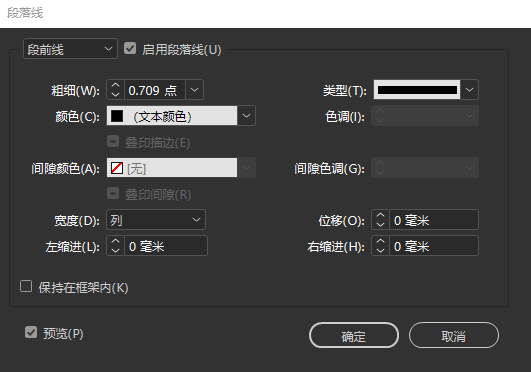 段落线
段前线 启用段落线(U)
粗细(W): 0.709 点 类型(T):
颜色(C): (文本颜色) 色调(I):
叠印描边(E)
间隙颜色(A): [无] 间隙色调(G):
叠印间隙(R)
宽度(D): 列 位移(O): 0 毫米
左缩进(L): 0 毫米 右缩进(H): 0 毫米
保持在框架内(K)
预览(P) 确定 取消